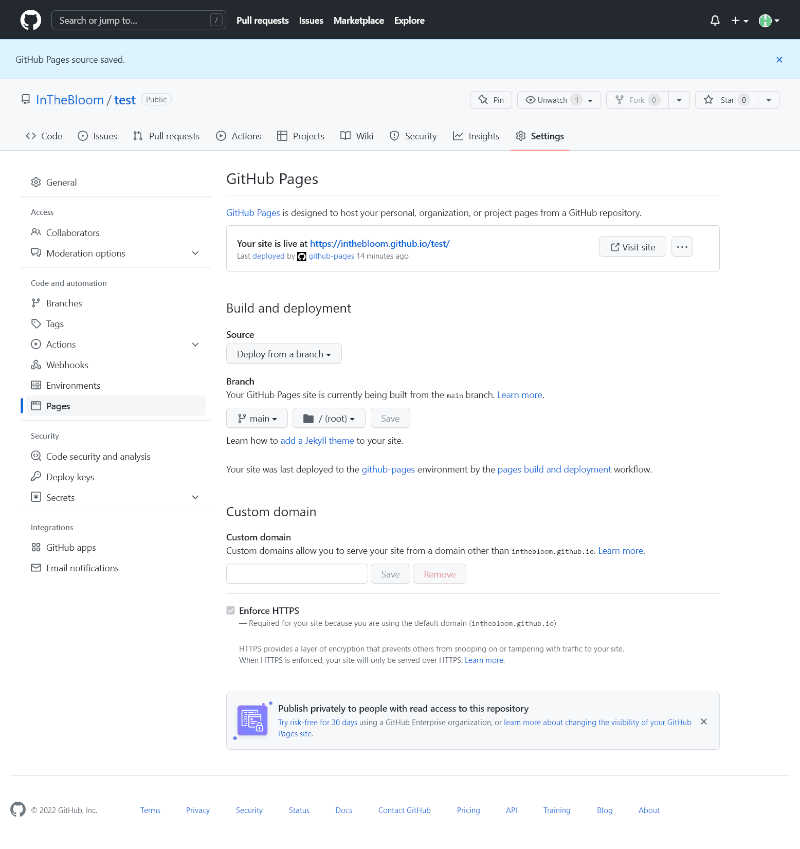 Search or jump to... /
Pull requests Issues Marketplace Explore
GitHub Pages source saved.
InTheBloom / test Public
Pin Unwatch 1 Fork 0 Star 0
Code Issues Pull requests Actions Projects Wiki Security Insights Settings
General
Access
Collaborators
Moderation options
Code and automation
Branches
Tags
Actions
Webhooks
Environments
Pages
Security
Code security and analysis
Deploy keys
Secrets
Integrations
GitHub apps
Email notifications
GitHub Pages
GitHub Pages is designed to host your personal, organization, or project pages from a GitHub repository.
Your site is live at https://inthebloom.github.io/test/
Last deployed by github-pages 14 minutes ago
Visit site ...
Build and deployment
Source
Deploy from a branch
Branch
Your GitHub Pages site is currently being built from the main branch. Learn more.
main / (root) Save
Learn how to add a Jekyll theme to your site.
Your site was last deployed to the github-pages environment by the pages build and deployment workflow.
Custom domain
Custom domain
Custom domains allow you to serve your site from a domain other than inthebloom.github.io. Learn more.
Save Remove
Enforce HTTPS
— Required for your site because you are using the default domain (inthebloom.github.io)
HTTPS provides a layer of encryption that prevents others from snooping on or tampering with traffic to your site.
When HTTPS is enforced, your site will only be served over HTTPS. Learn more.
Publish privately to people with read access to this repository
Try risk-free for 30 days using a GitHub Enterprise organization, or learn more about changing the visibility of your GitHub
Pages site.
© 2022 GitHub, Inc. Terms Privacy Security Status Docs Contact GitHub Pricing API Training Blog About